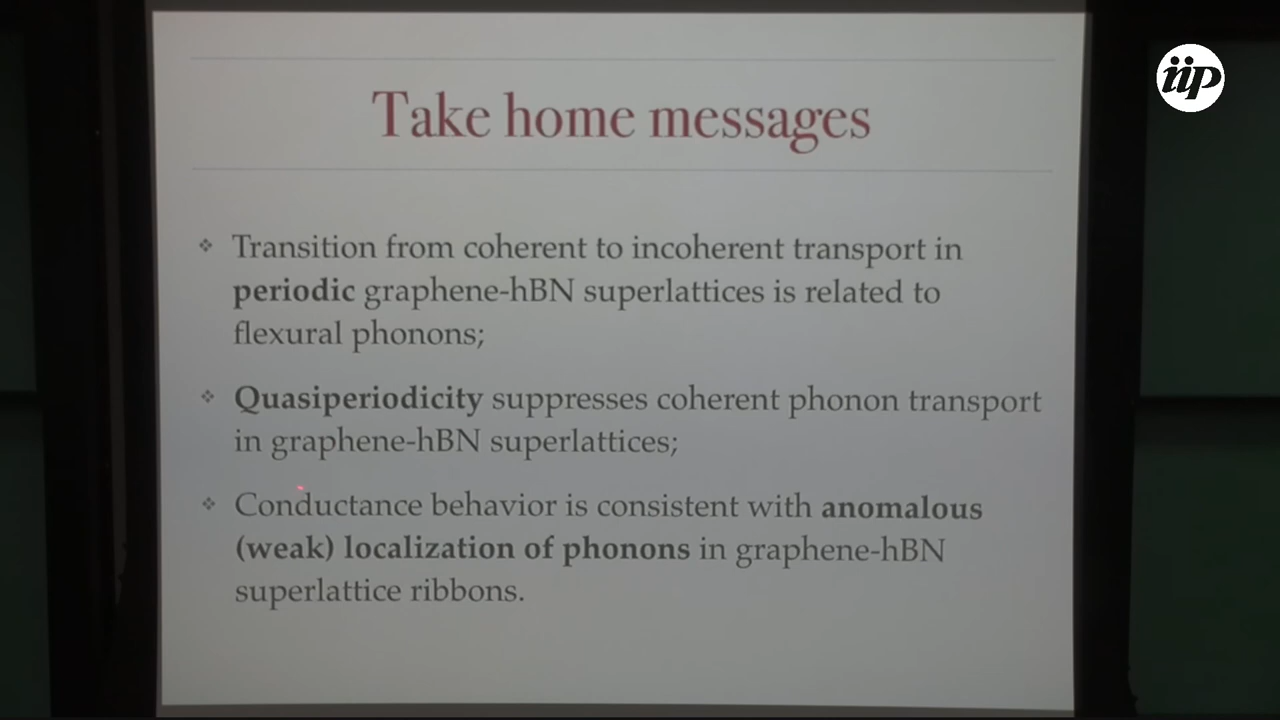 iip
Take home messages
Transition from coherent to incoherent transport in
periodic graphene-hBN superlattices is related to
flexural phonons;
Quasiperiodicity suppresses coherent phonon transport
in graphene-hBN superlattices;
Conductance behavior is consistent with anomalous
(weak) localization of phonons in graphene-hBN
superlattice ribbons.